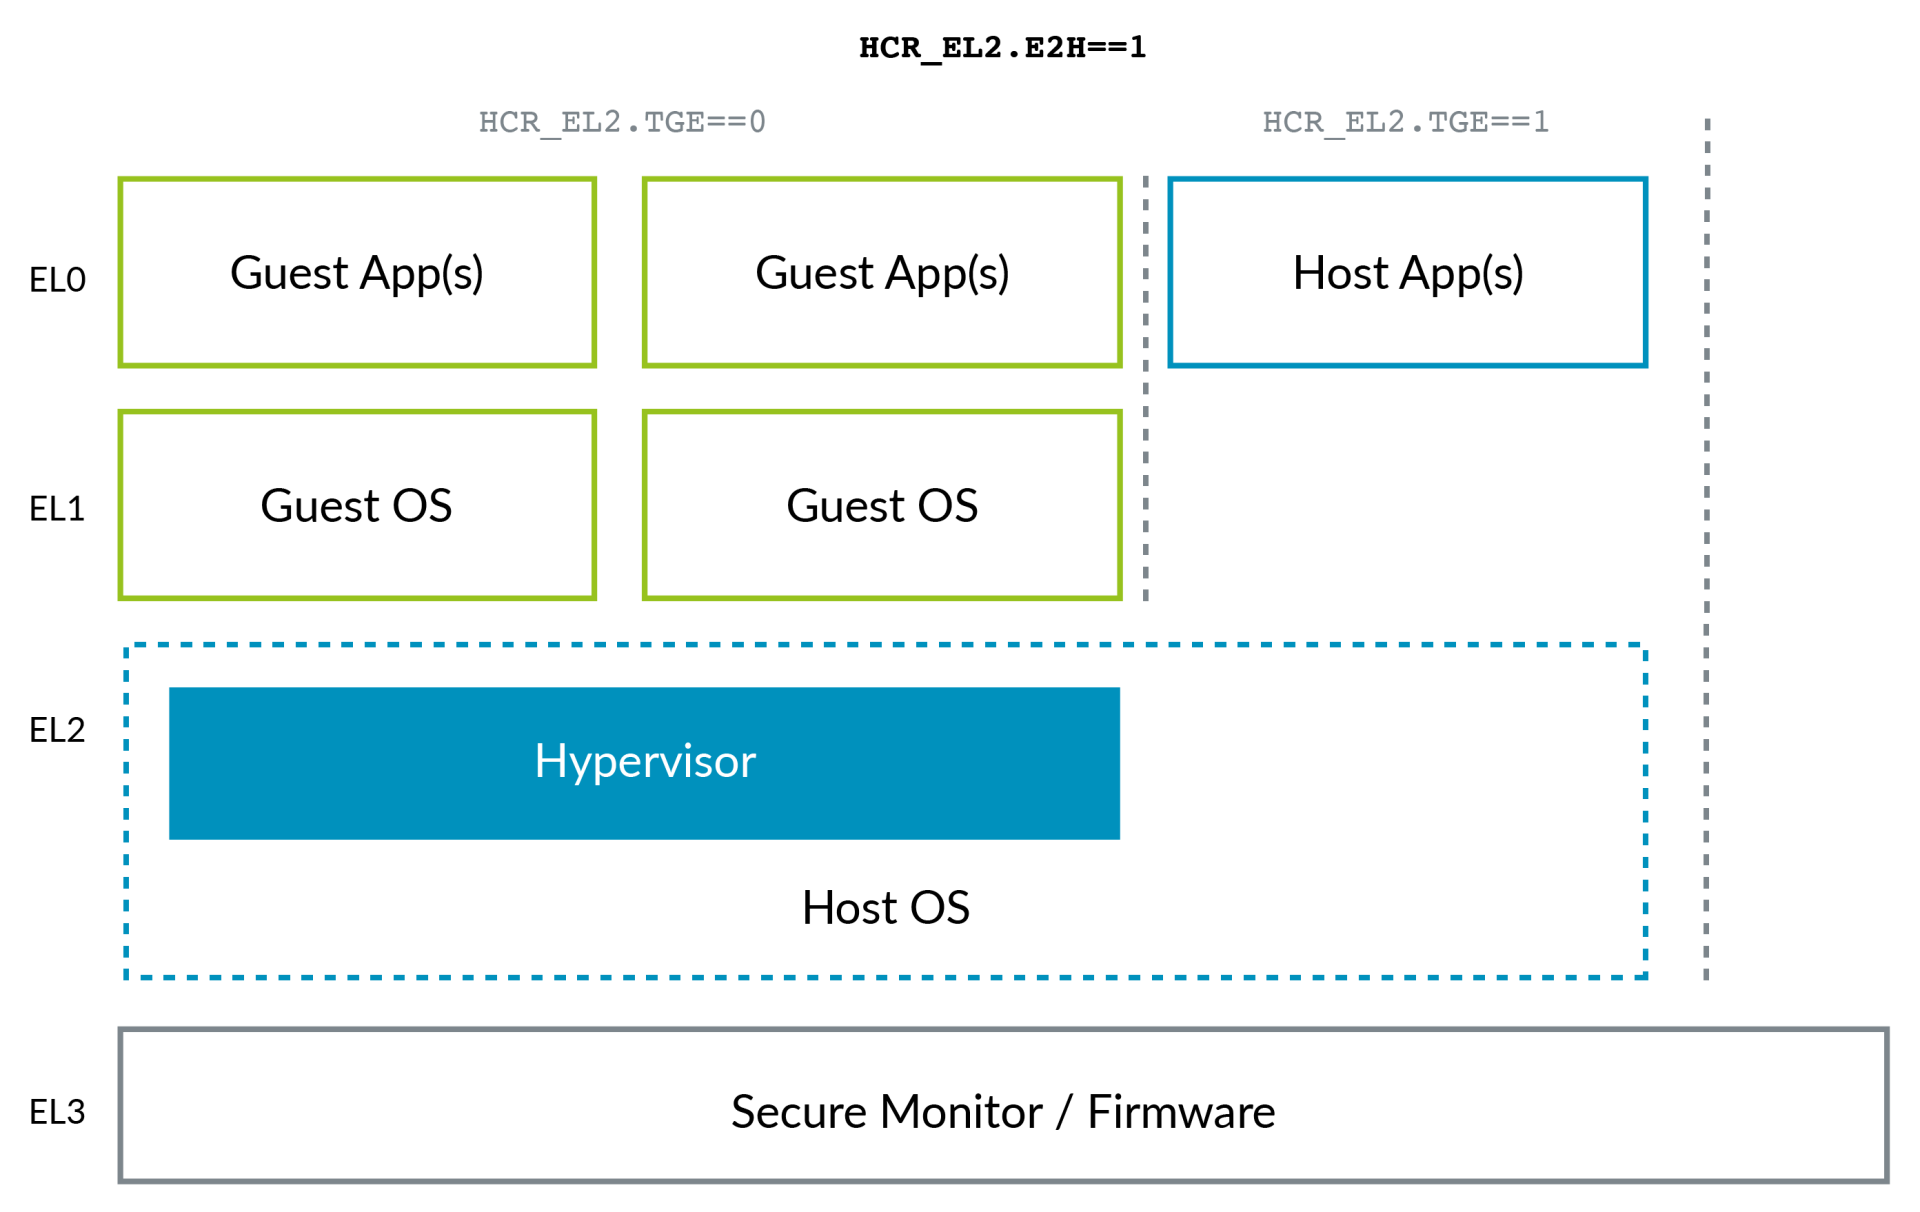 HCR_EL2.E2H==1
HCR_EL2.TGE==0
HCR_EL2.TGE==1
EL0
Guest App(s)
Guest App(s)
Host App(s)
EL1
Guest OS
Guest OS
EL2
Hypervisor
Host OS
EL3
Secure Monitor / Firmware